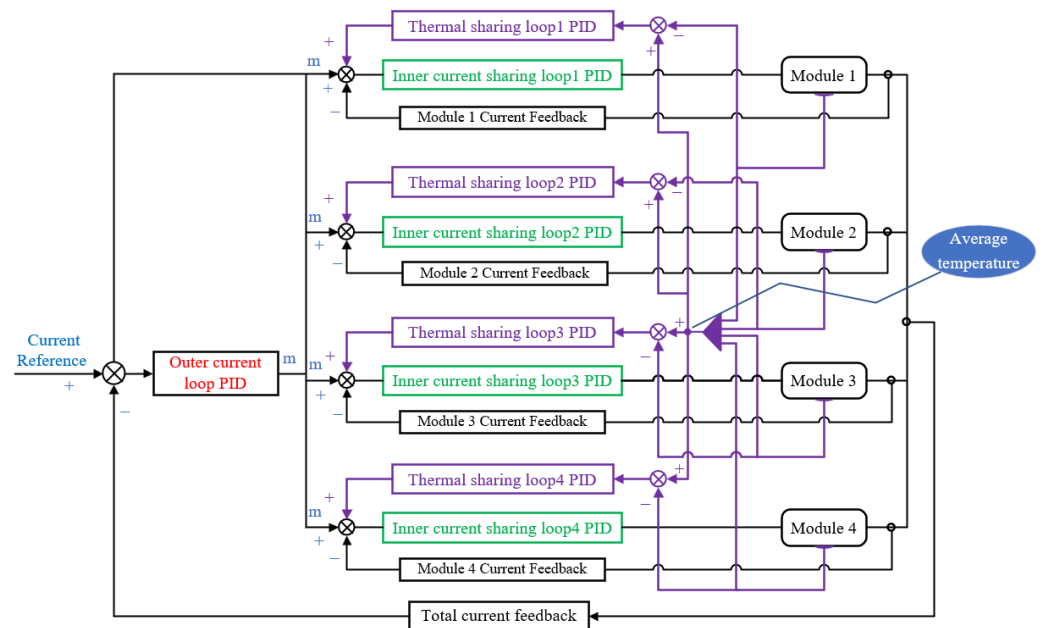 Thermal sharing loop1 PID
+
−
+
m
+
−
Inner current sharing loop1 PID
Module 1
Module 1 Current Feedback
Thermal sharing loop2 PID
+
−
+
m
+
−
Inner current sharing loop2 PID
Module 2
Module 2 Current Feedback
Average
temperature
Thermal sharing loop3 PID
+
+
−
Current
Reference
+
−
Outer current
loop PID
m
m
+
−
Inner current sharing loop3 PID
Module 3
Module 3 Current Feedback
Thermal sharing loop4 PID
+
+
−
m
+
−
Inner current sharing loop4 PID
Module 4
Module 4 Current Feedback
Total current feedback